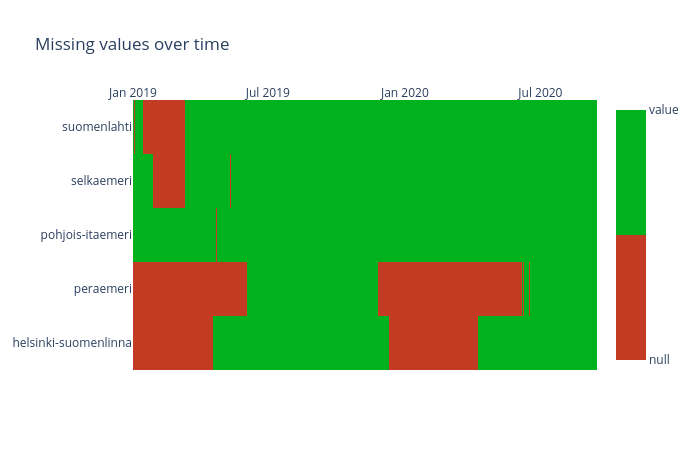 Missing values over time
Jan 2019
Jul 2019
Jan 2020
Jul 2020
suomenlahti
selkaemeri
pohjois-itaemeri
peraemeri
helsinki-suomenlinna
value
null